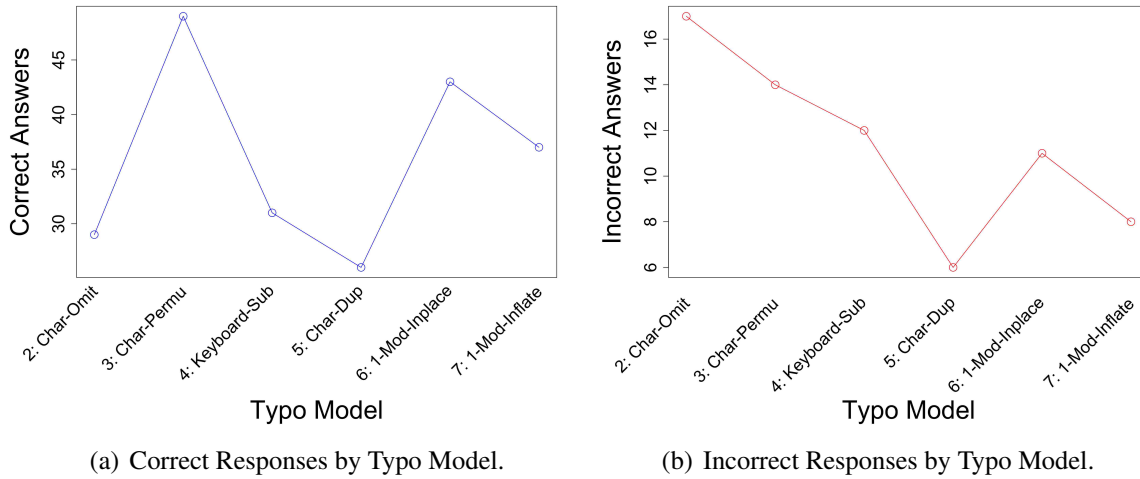 Correct Answers
45
40
35
30
2: Char-Omit
3: Char-Permu
4: Keyboard-Sub
5: Char-Dup
6: 1-Mod-Inplace
7: 1-Mod-Inflate
Typo Model
(a) Correct Responses by Typo Model.
Incorrect Answers
16
14
12
10
8
6
2: Char-Omit
3: Char-Permu
4: Keyboard-Sub
5: Char-Dup
6: 1-Mod-Inplace
7: 1-Mod-Inflate
Typo Model
(b) Incorrect Responses by Typo Model.